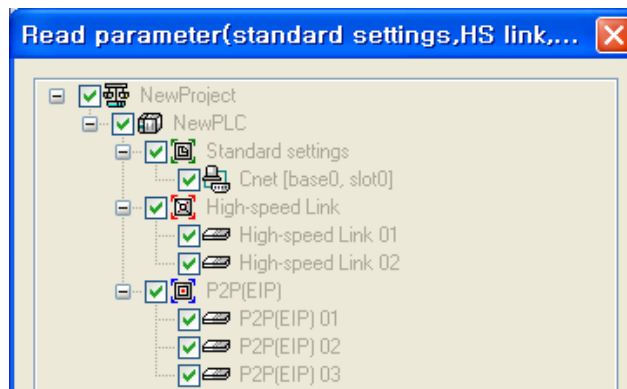 Read parameter(standard settings,HS link,...
NewProject
NewPLC
Standard settings
Cnet [base0, slot0]
High-speed Link
High-speed Link 01
High-speed Link 02
P2P(EIP)
P2P(EIP) 01
P2P(EIP) 02
P2P(EIP) 03